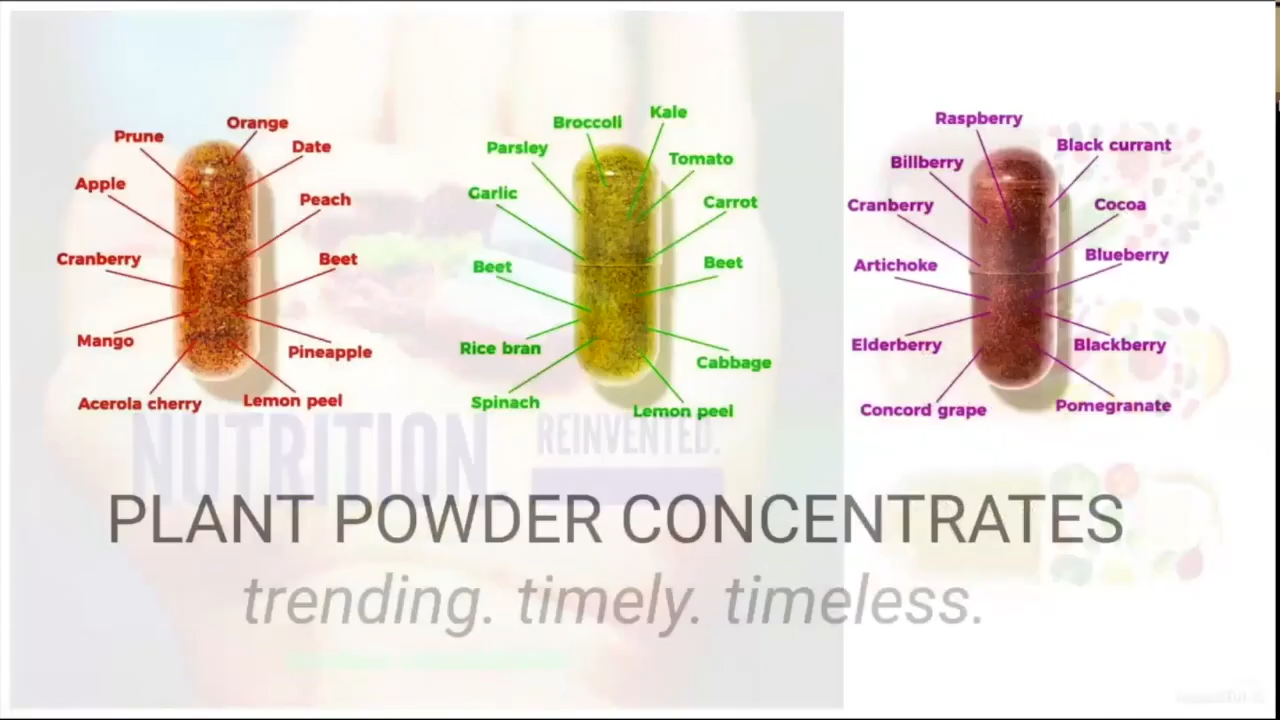 Prune
Orange
Date
Apple
Peach
Cranberry
Beet
Mango
Pineapple
Acerola cherry
Lemon peel
Broccoli
Kale
Parsley
Tomato
Garlic
Carrot
Beet
Beet
Rice bran
Cabbage
Spinach
Lemon peel
Raspberry
Black currant
Billberry
Cranberry
Cocoa
Artichoke
Blueberry
Elderberry
Blackberry
Concord grape
Pomegranate
NUTRITION REINVENTED.
PLANT POWDER CONCENTRATES
trending. timely. timeless.